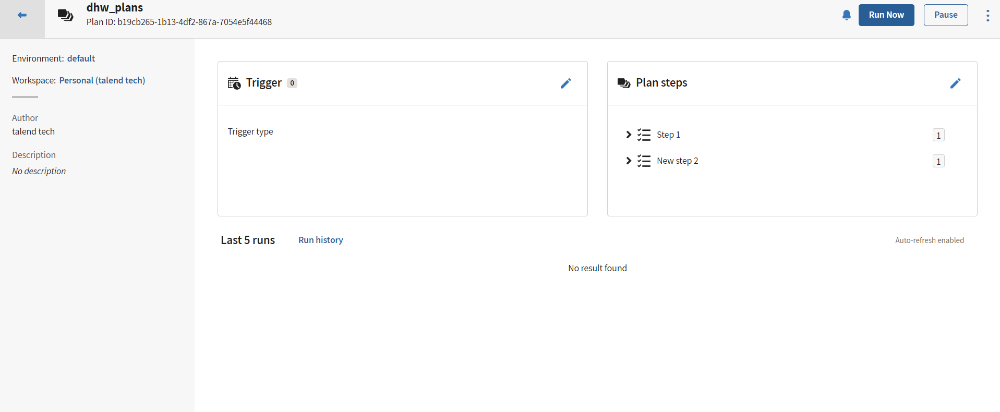 dhw_plans
Plan ID: b19cb265-1b13-4df2-867a-7054e5f44468
Run Now
Pause
Environment: default
Workspace: Personal (talend tech)
Author
talend tech
Description
No description
Trigger 0
Trigger type
Plan steps
Step 1 1
New step 2 1
Last 5 runs Run history Auto-refresh enabled
No result found